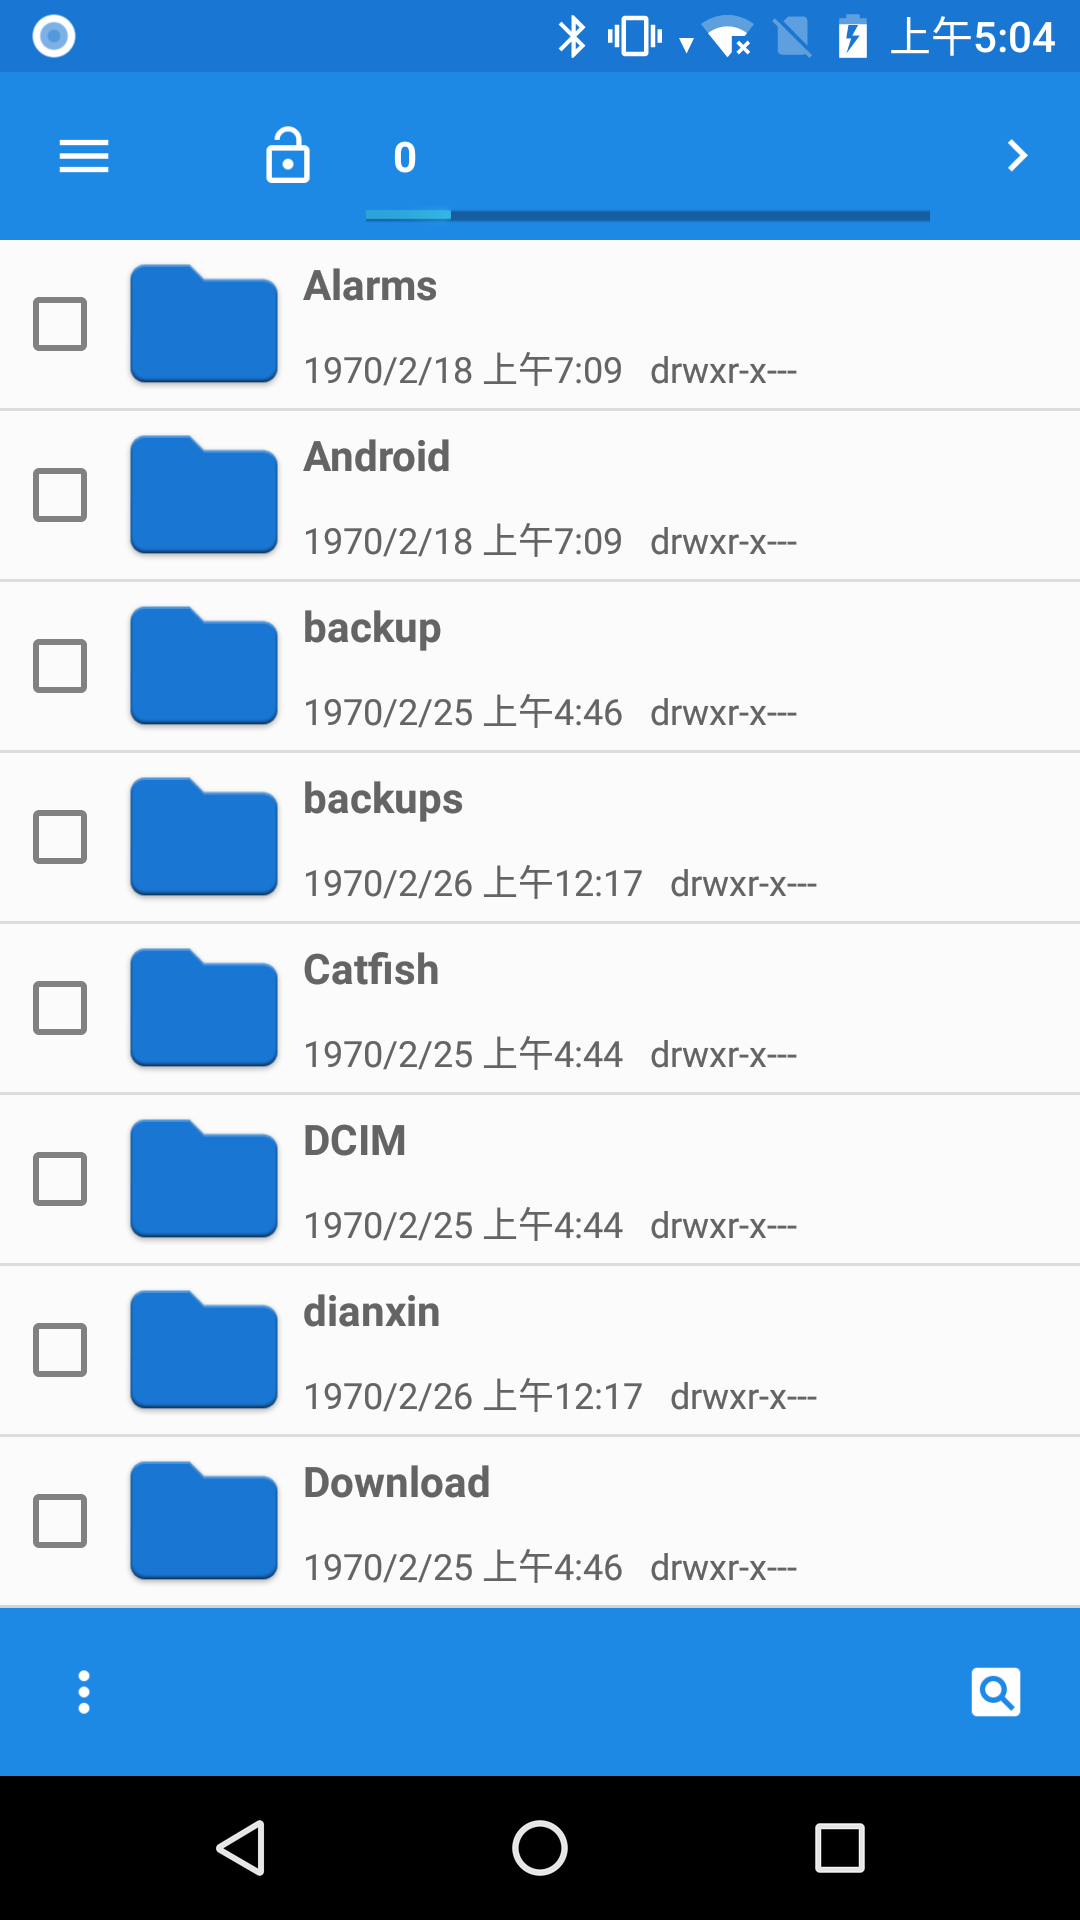 上午5:04
0
Alarms
1970/2/18 上午7:09 drwxr-x---
Android
1970/2/18 上午7:09 drwxr-x---
backup
1970/2/25 上午4:46 drwxr-x---
backups
1970/2/26 上午12:17 drwxr-x---
Catfish
1970/2/25 上午4:44 drwxr-x---
DCIM
1970/2/25 上午4:44 drwxr-x---
dianxin
1970/2/26 上午12:17 drwxr-x---
Download
1970/2/25 上午4:46 drwxr-x---